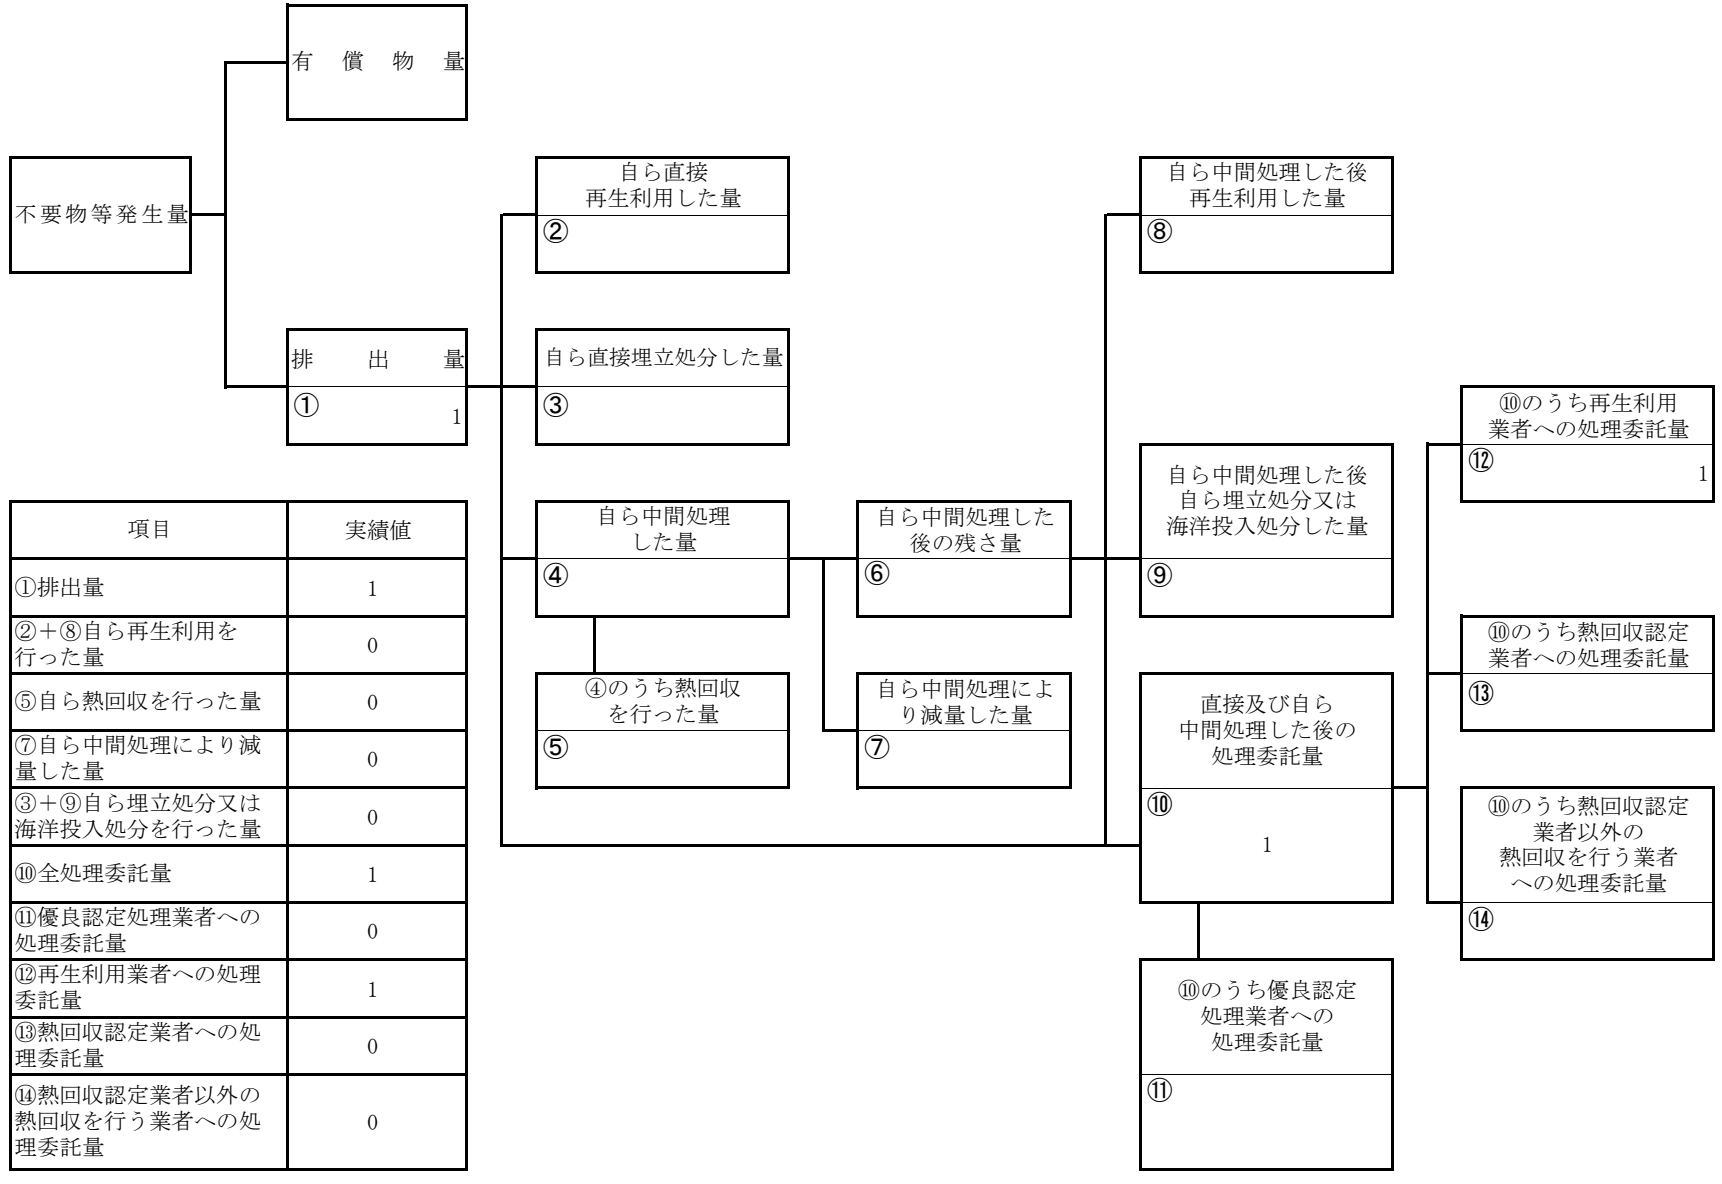 有償物量
不要物等発生量
排出量
①
1
自ら直接
再生利用した量
②
自ら直接埋立処分した量
③
自ら中間処理
した量
④
④のうち熱回収
を行った量
⑤
自ら中間処理した
後の残さ量
⑥
自ら中間処理によ
り減量した量
⑦
自ら中間処理した後
再生利用した量
⑧
自ら中間処理した後
自ら埋立処分又は
海洋投入処分した量
⑨
直接及び自ら
中間処理した後の
処理委託量
⑩
1
⑩のうち優良認定
処理業者への
処理委託量
⑪
⑩のうち再生利用
業者への処理委託量
⑫
1
⑩のうち熱回収認定
業者への処理委託量
⑬
⑩のうち熱回収認定
業者以外の
熱回収を行う業者
への処理委託量
⑭
項目 実績値
①排出量 1
②＋⑧自ら再生利用を
行った量 0
⑤自ら熱回収を行った量 0
⑦自ら中間処理により減
量した量 0
③＋⑨自ら埋立処分又は
海洋投入処分を行った量 0
⑩全処理委託量 1
⑪優良認定処理業者への
処理委託量 0
⑫再生利用業者への処理
委託量 1
⑬熱回収認定業者への処
理委託量 0
⑭熱回収認定業者以外の
熱回収を行う業者への処
理委託量 0